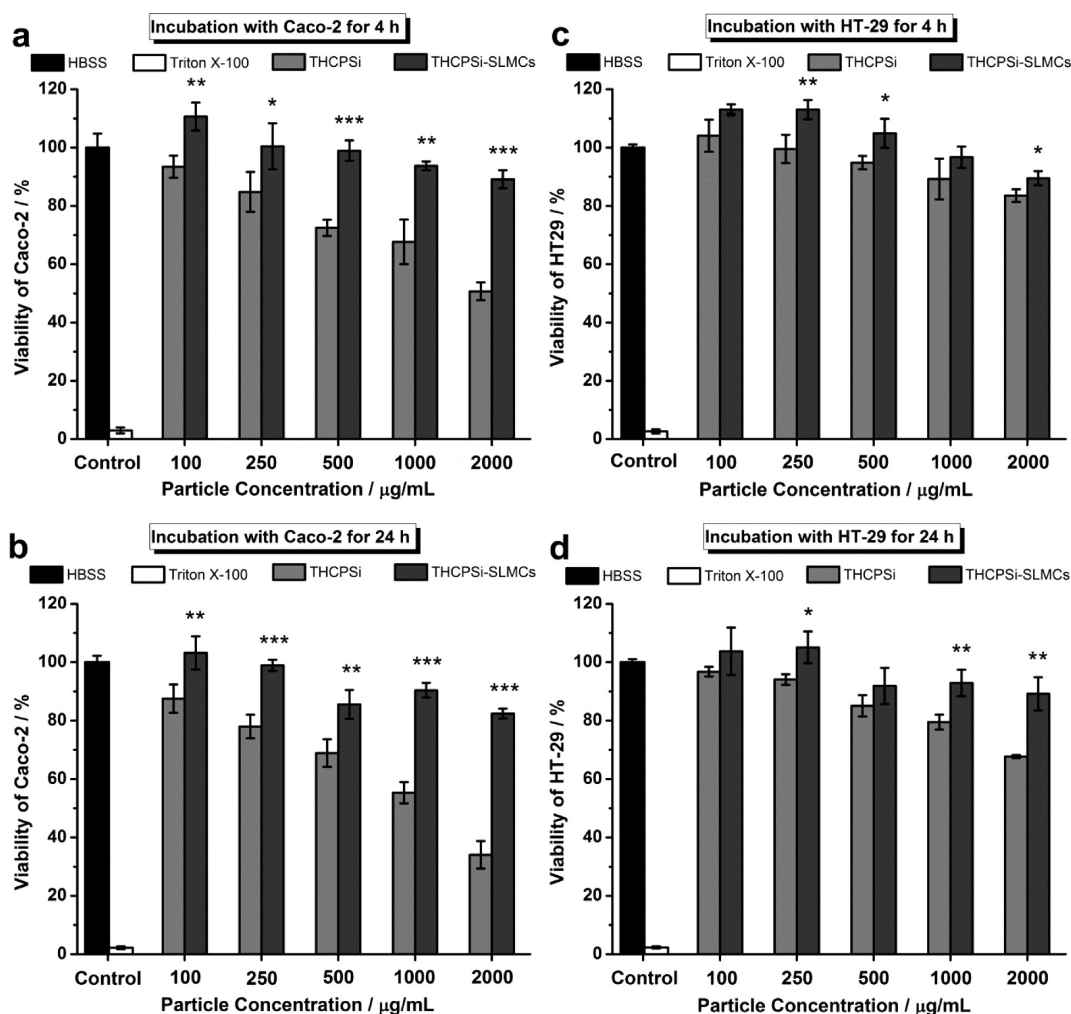 a
Incubation with Caco-2 for 4 h
HBSS Triton X-100 THCPSi THCPSi-SLMCs
120
100
80
60
40
20
0
Viability of Caco-2 / %
** * *** ** ***
Control 100 250 500 1000 2000
Particle Concentration / μg/mL
c
Incubation with HT-29 for 4 h
HBSS Triton X-100 THCPSi THCPSi-SLMCs
120
100
80
60
40
20
0
Viability of HT29 / %
* ** * *
Control 100 250 500 1000 2000
Particle Concentration / μg/mL
b
Incubation with Caco-2 for 24 h
HBSS Triton X-100 THCPSi THCPSi-SLMCs
120
100
80
60
40
20
0
Viability of Caco-2 / %
** *** ** *** ***
Control 100 250 500 1000 2000
Particle Concentration / μg/mL
d
Incubation with HT-29 for 24 h
HBSS Triton X-100 THCPSi THCPSi-SLMCs
120
100
80
60
40
20
0
Viability of HT-29 / %
* ** **
Control 100 250 500 1000 2000
Particle Concentration / μg/mL